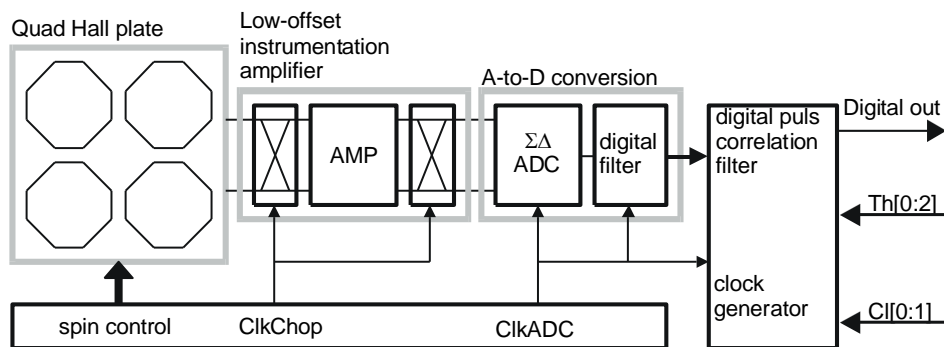 Quad Hall plate
Low-offset
instrumentation
amplifier
A-to-D conversion
AMP
ΣΔ
ADC
digital
filter
digital puls
correlation
filter
clock
generator
Digital out
Th[0:2]
Cl[0:1]
spin control
ClkChop
ClkADC